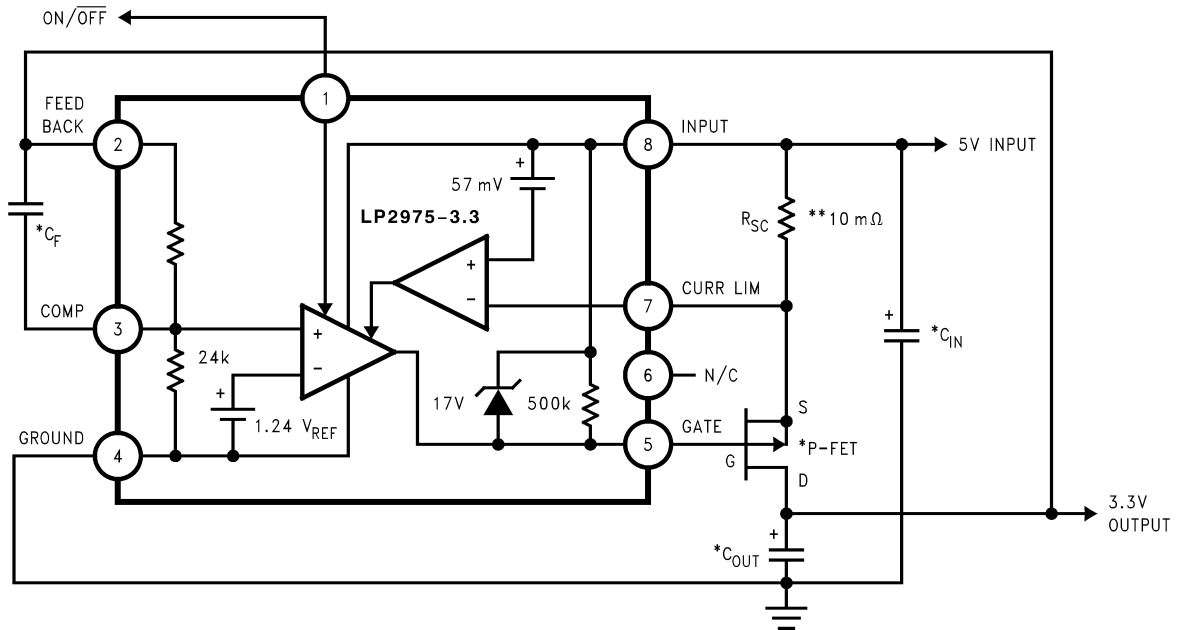 ON/OFF
1
FEED
BACK
2
8
INPUT
5V INPUT
+
57 mV
LP2975-3.3
*CF
RSC
**10 mΩ
+
−
COMP
3
7
CURR LIM
+
*CIN
24k
+
−
6
N/C
+
1.24 VREF
17V
500k
GROUND
4
5
GATE
S
*P-FET
G
D
3.3V
OUTPUT
+
*COUT